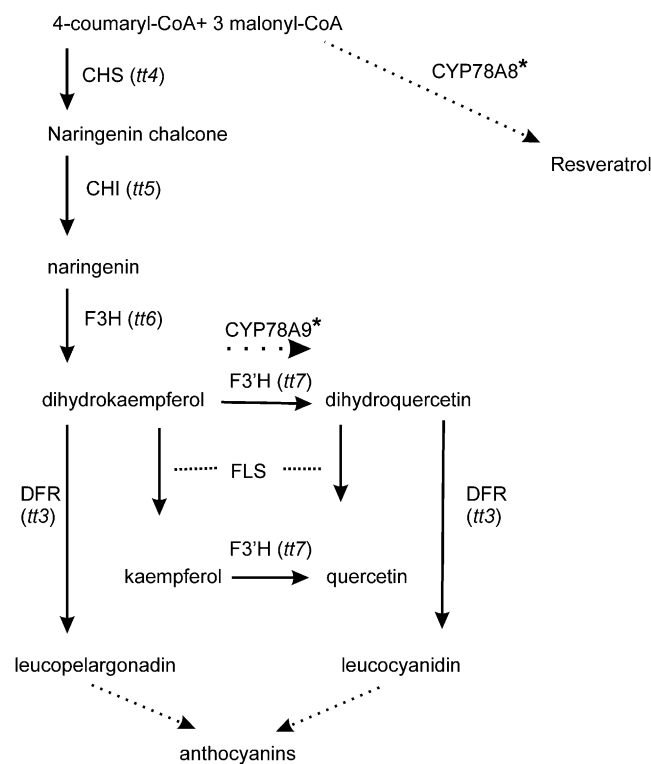 4-coumaryl-CoA+ 3 malonyl-CoA
CHS (tt4)
CYP78A8*
Naringenin chalcone
Resveratrol
CHI (tt5)
naringenin
F3H (tt6)
CYP78A9*
F3'H (tt7)
dihydrokaempferol
dihydroquercetin
FLS
DFR
(tt3)
DFR
(tt3)
F3'H (tt7)
kaempferol
quercetin
leucopelargonadin
leucocyanidin
anthocyanins